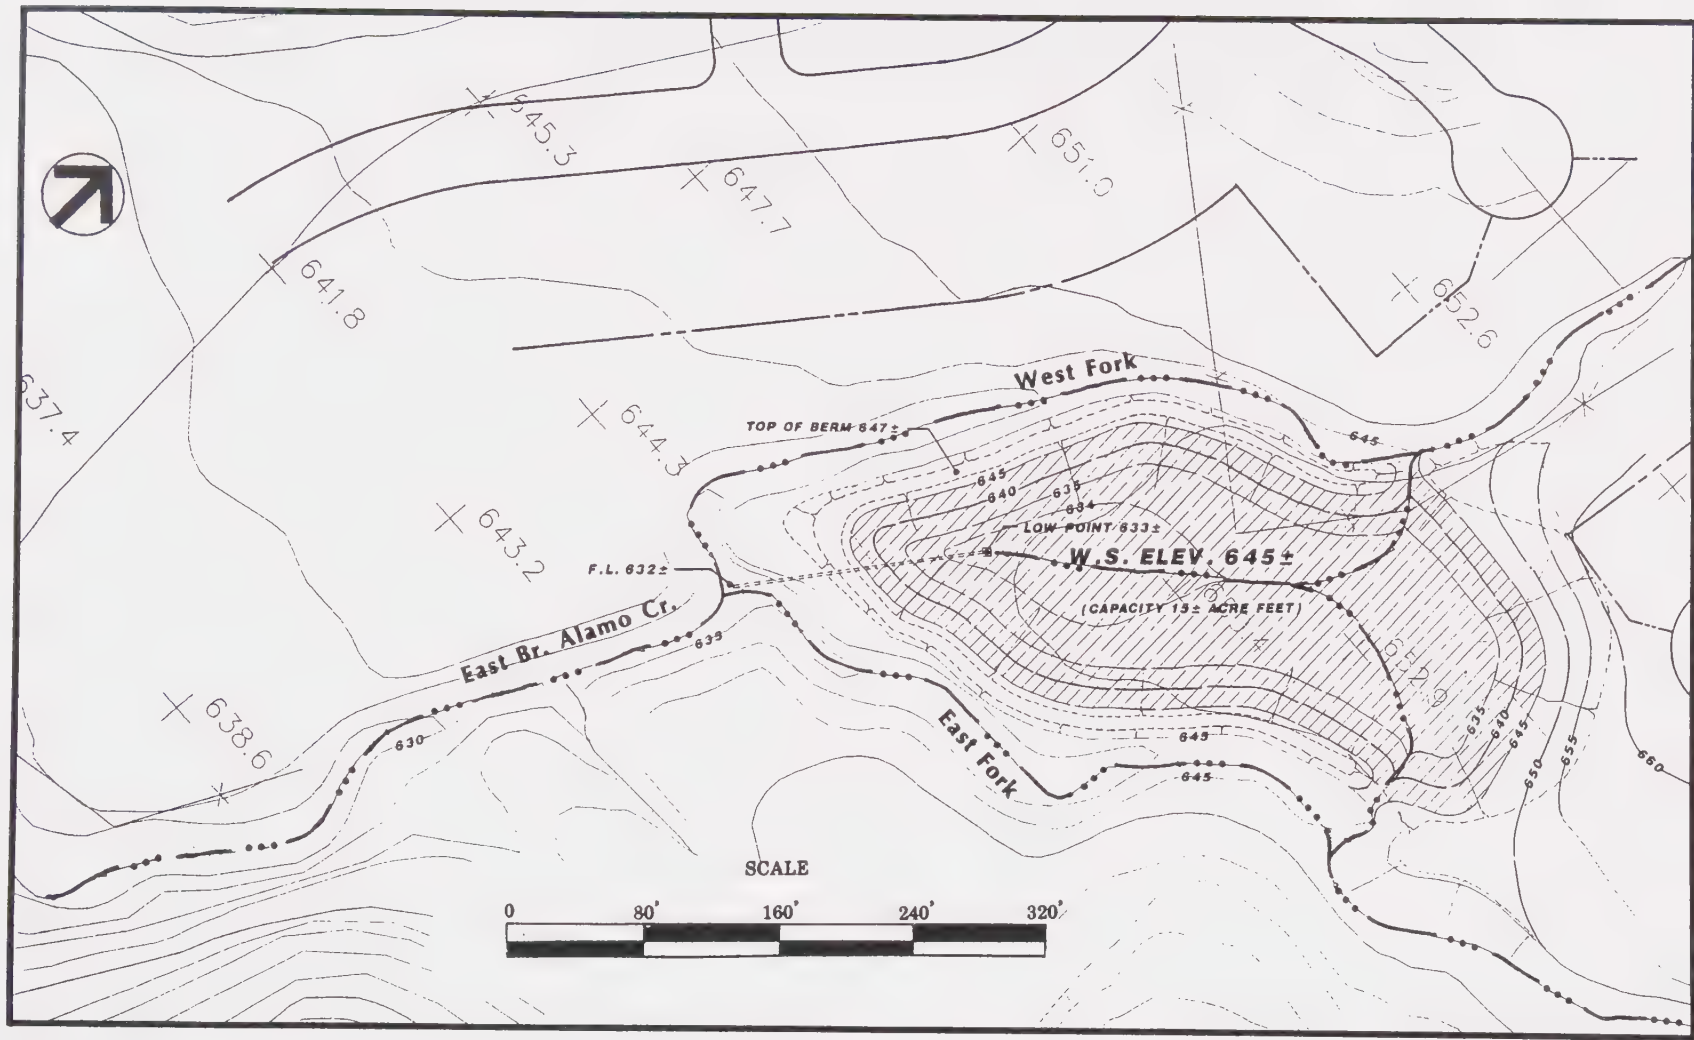 645.3
651.0
647.7
641.8
652.6
637.4
West Fork
TOP OF BERM 647±
645
644.3
645
640
635
634
LOW POINT 633±
643.2
W.S. ELEV. 645±
F.L. 632±
(CAPACITY 15± ACRE FEET)
East Br. Alamo Cr.
635
652.9
638.6
630
East Fork
645
645
635
640
645
650
655
660
SCALE
0 80' 160' 240' 320'